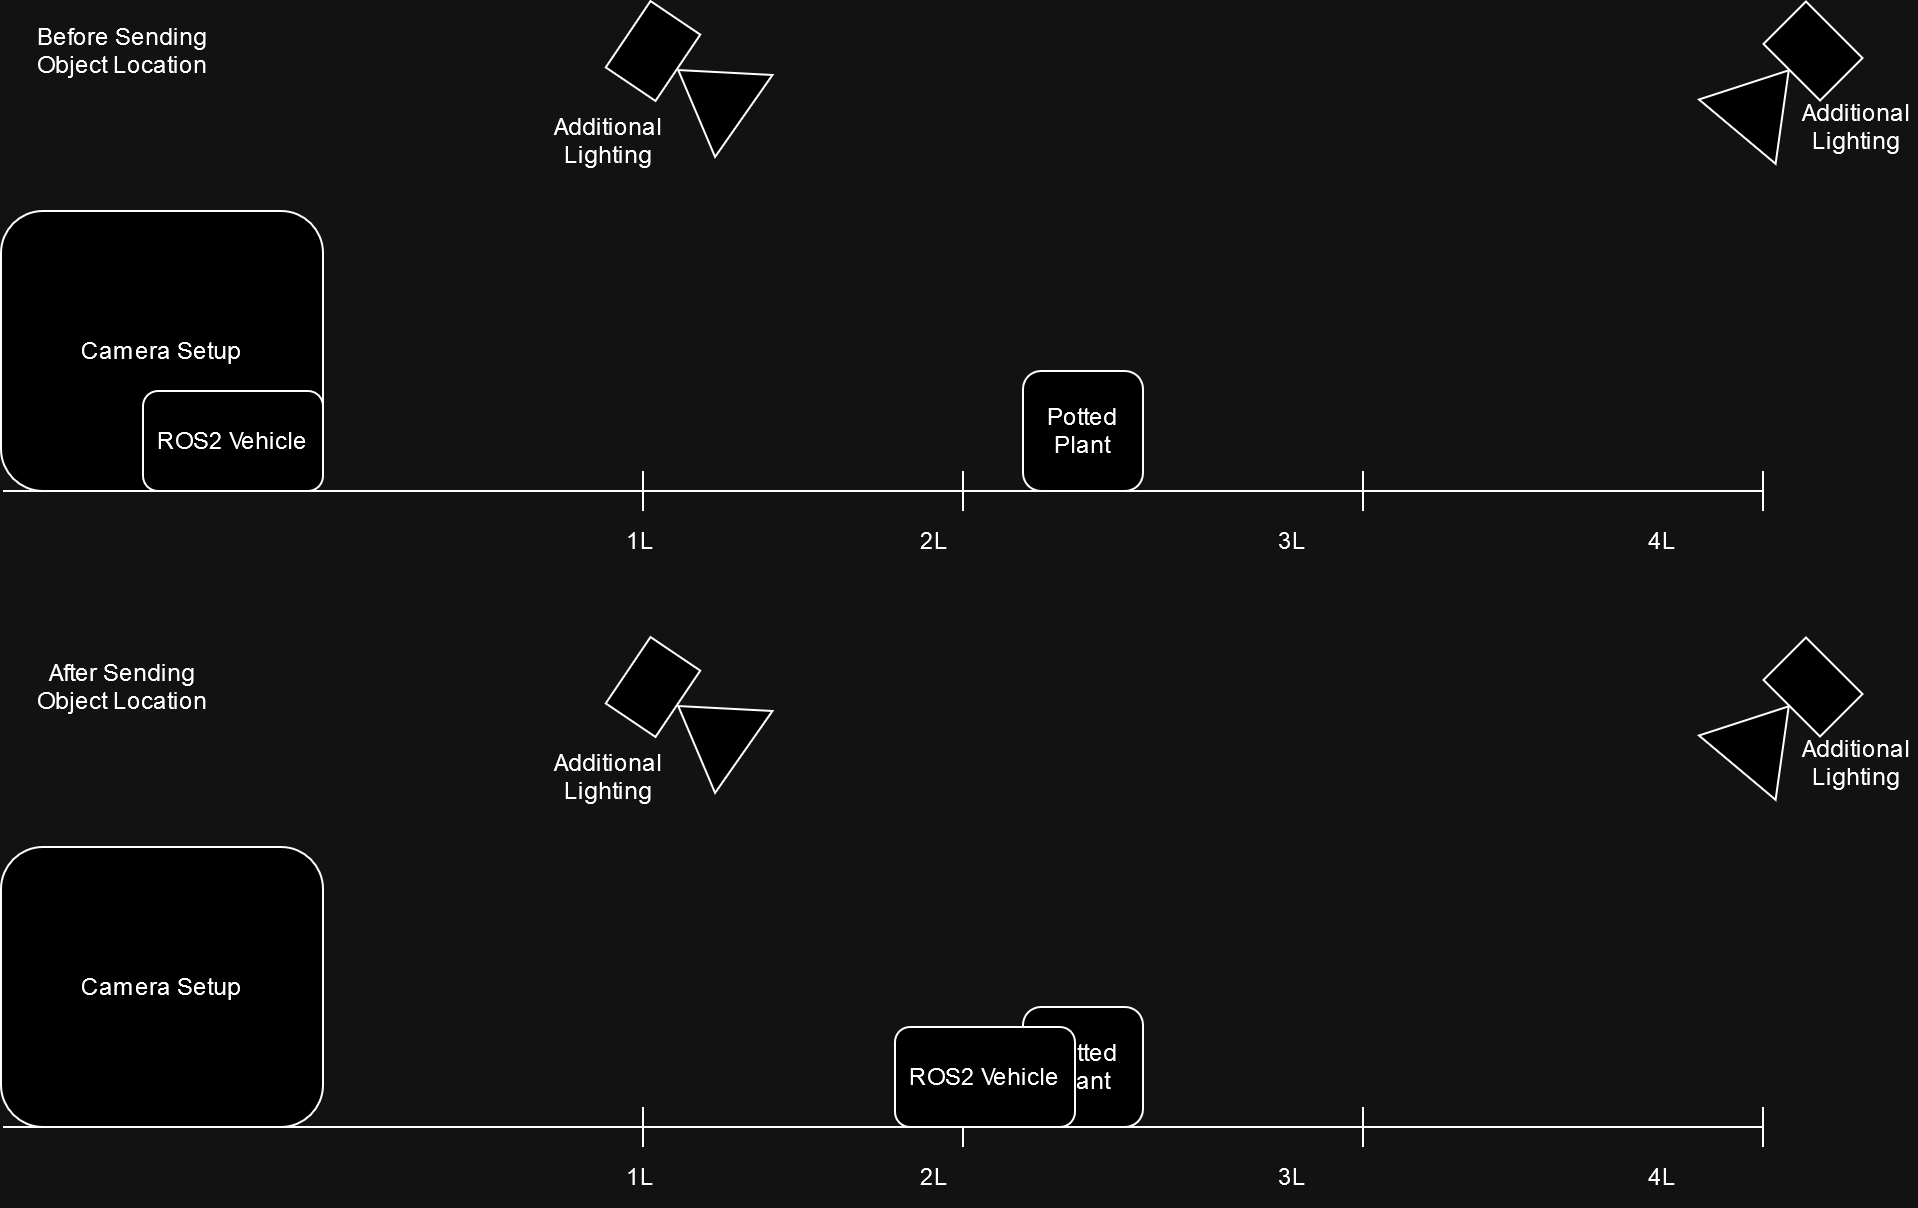 Before Sending
Object Location
Additional
Lighting
Additional
Lighting
Camera Setup
ROS2 Vehicle
Potted
Plant
1L
2L
3L
4L
After Sending
Object Location
Additional
Lighting
Additional
Lighting
Camera Setup
ROS2 Vehicle
tted
ant
1L
2L
3L
4L